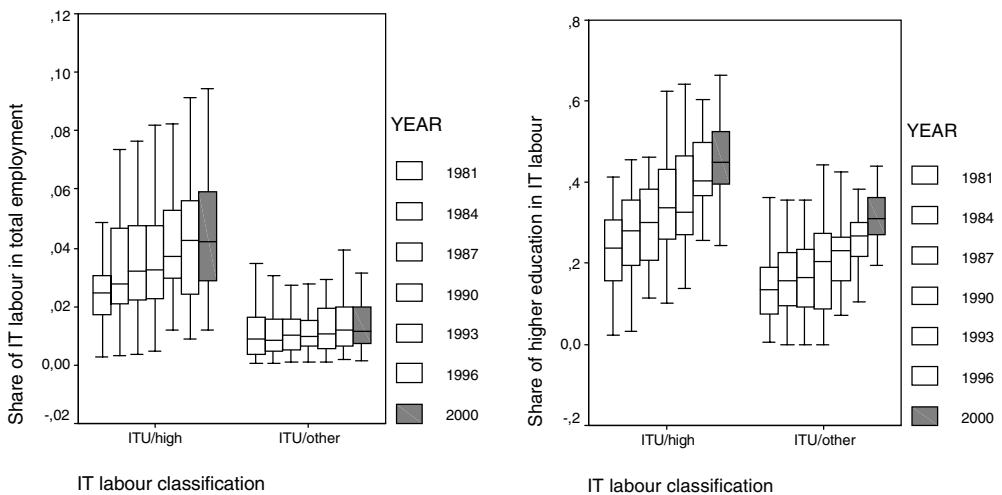 Share of IT labour in total employment
,12
,10
,08
,06
,04
,02
0,00
-,02
ITU/high
ITU/other
IT labour classification
YEAR
1981
1984
1987
1990
1993
1996
2000
Share of higher education in IT labour
,8
,6
,4
,2
0,0
-,2
ITU/high
ITU/other
IT labour classification
YEAR
1981
1984
1987
1990
1993
1996
2000